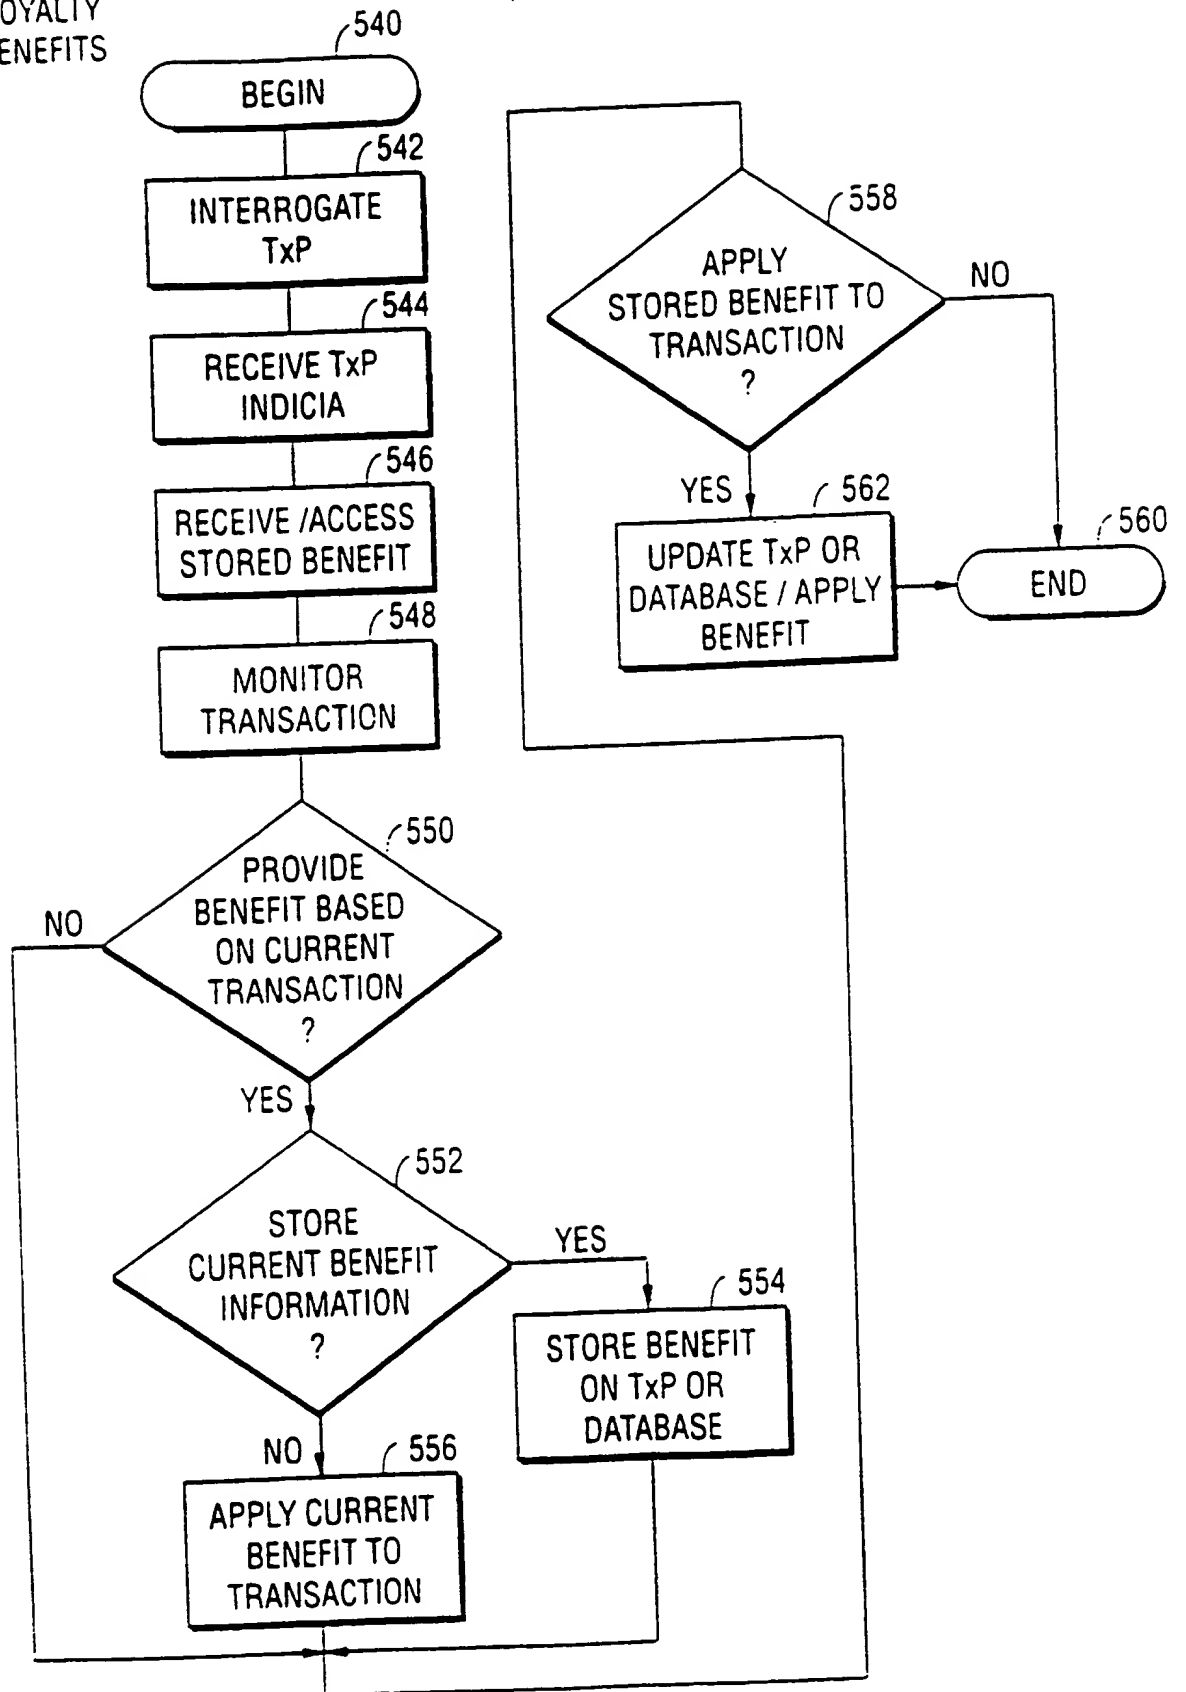 OYALTY
ENEFITS
540
BEGIN
542
INTERROGATE
TxP
544
RECEIVE TxP
INDICIA
546
RECEIVE /ACCESS
STORED BENEFIT
548
MONITOR
TRANSACTION
550
PROVIDE
BENEFIT BASED
ON CURRENT
TRANSACTION
?
NO
YES
552
STORE
CURRENT BENEFIT
INFORMATION
?
YES
554
STORE BENEFIT
ON TxP OR
DATABASE
NO
556
APPLY CURRENT
BENEFIT TO
TRANSACTION
558
APPLY
STORED BENEFIT TO
TRANSACTION
?
NO
YES
562
UPDATE TxP OR
DATABASE / APPLY
BENEFIT
560
END